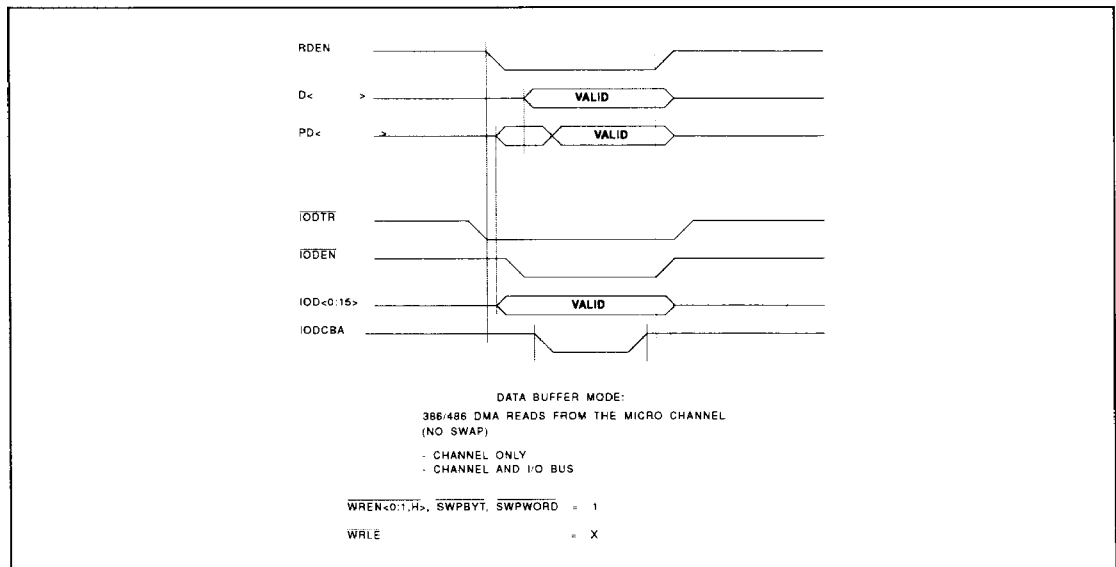 RDEN
D< >
VALID
PD< >
VALID
IODTR
IODEN
IOD<0:15>
VALID
IODCBA
DATA BUFFER MODE:
386/486 DMA READS FROM THE MICRO CHANNEL
(NO SWAP)
- CHANNEL ONLY
- CHANNEL AND I/O BUS
WREN<0:1,H>, SWPBYT, SWPWORD = 1
WRLE = X